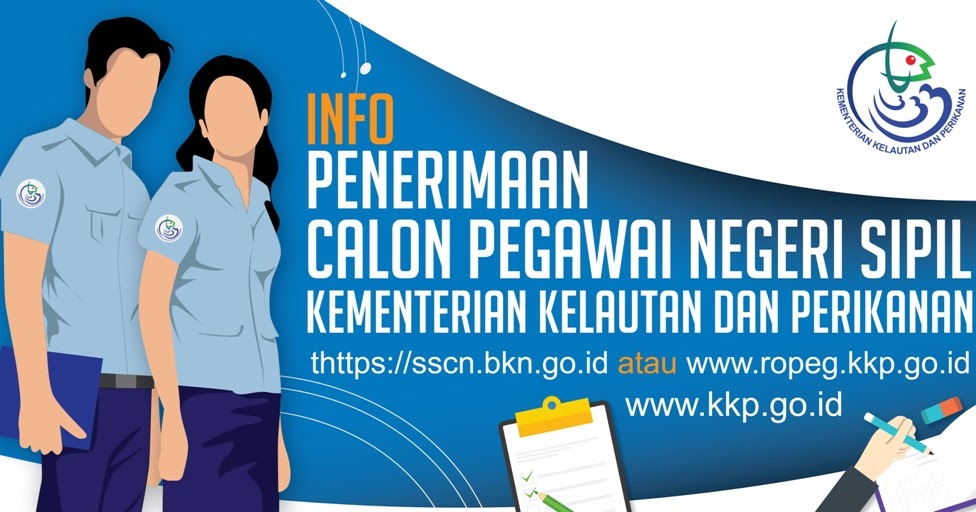 KEMENTERIAN KELAUTAN DAN PERIKANAN
INFO
PENERIMAAN
CALON PEGAWAI NEGERI SIPIL
KEMENTERIAN KELAUTAN DAN PERIKANAN
thttps://sscn.bkn.go.id atau www.ropeg.kkp.go.id
www.kkp.go.id